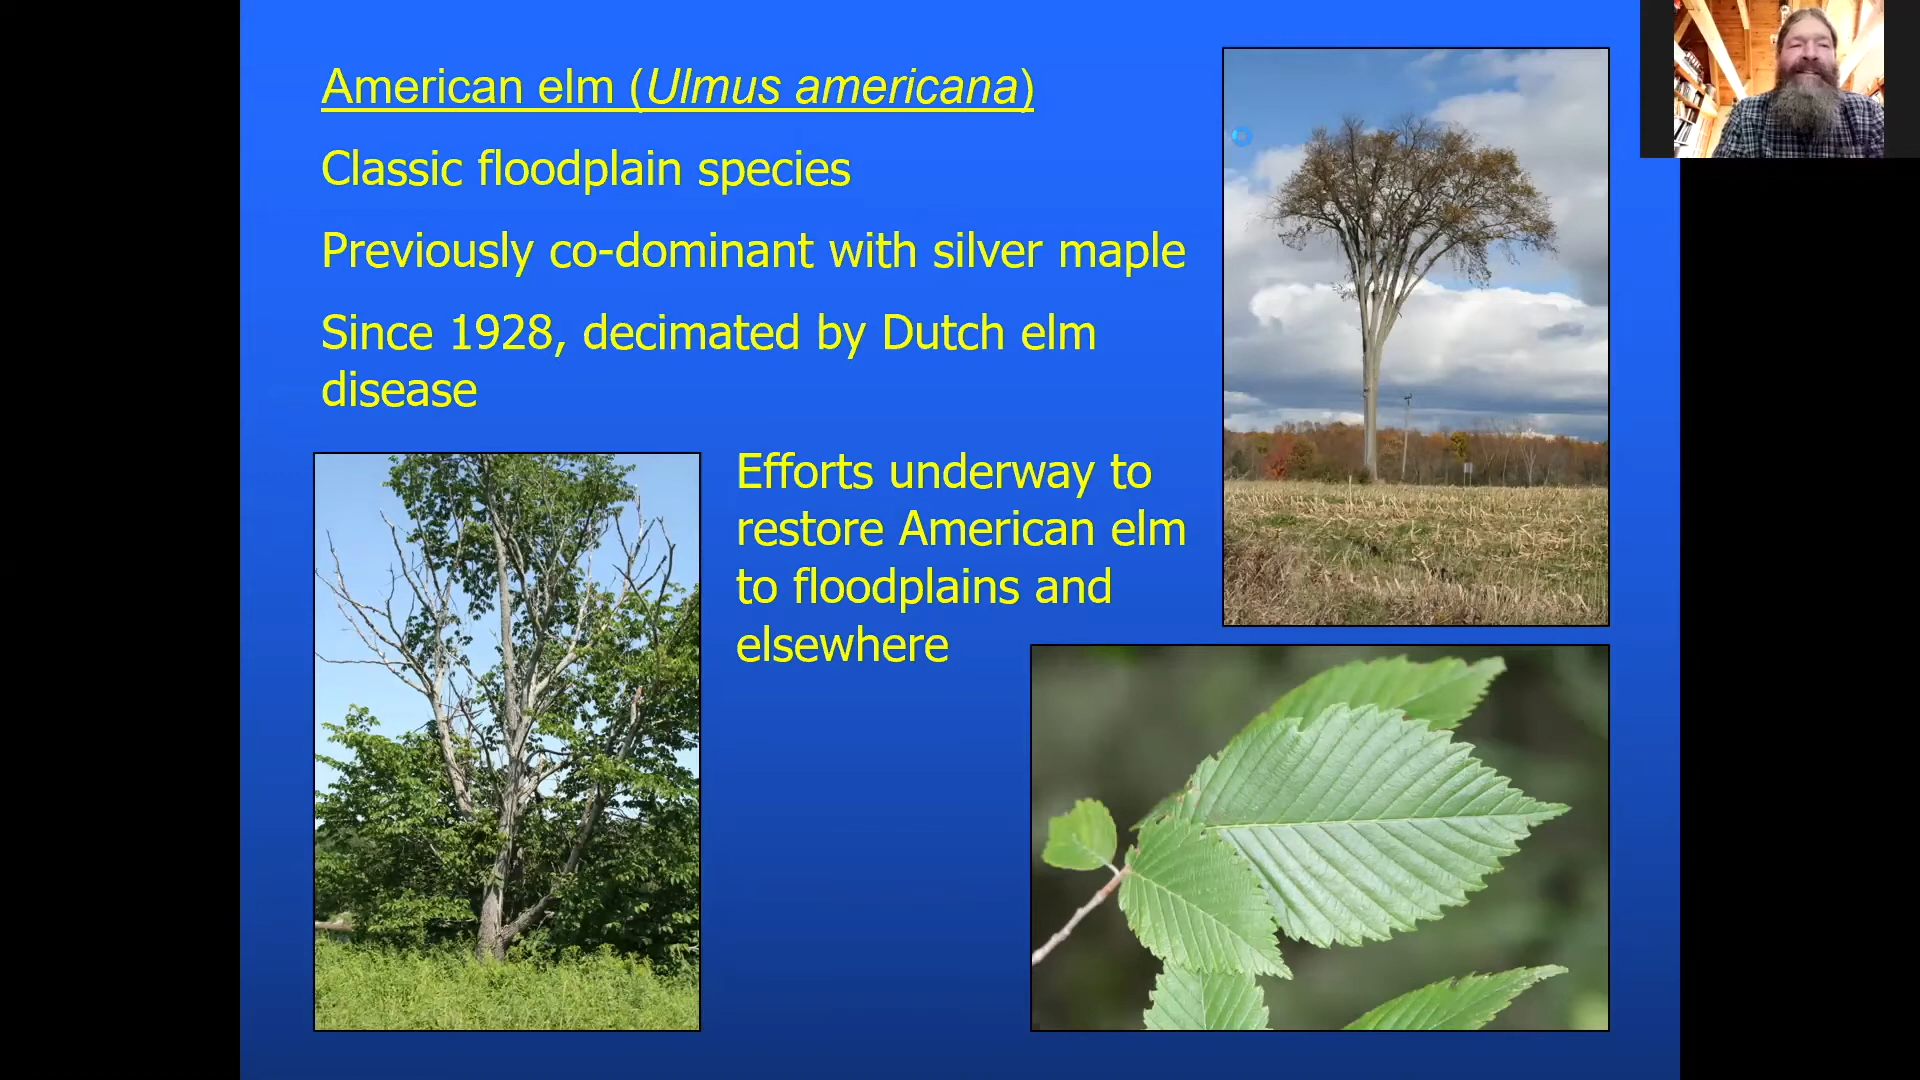 American elm (Ulmus americana)
Classic floodplain species
Previously co-dominant with silver maple
Since 1928, decimated by Dutch elm
disease
Efforts underway to
restore American elm
to floodplains and
elsewhere